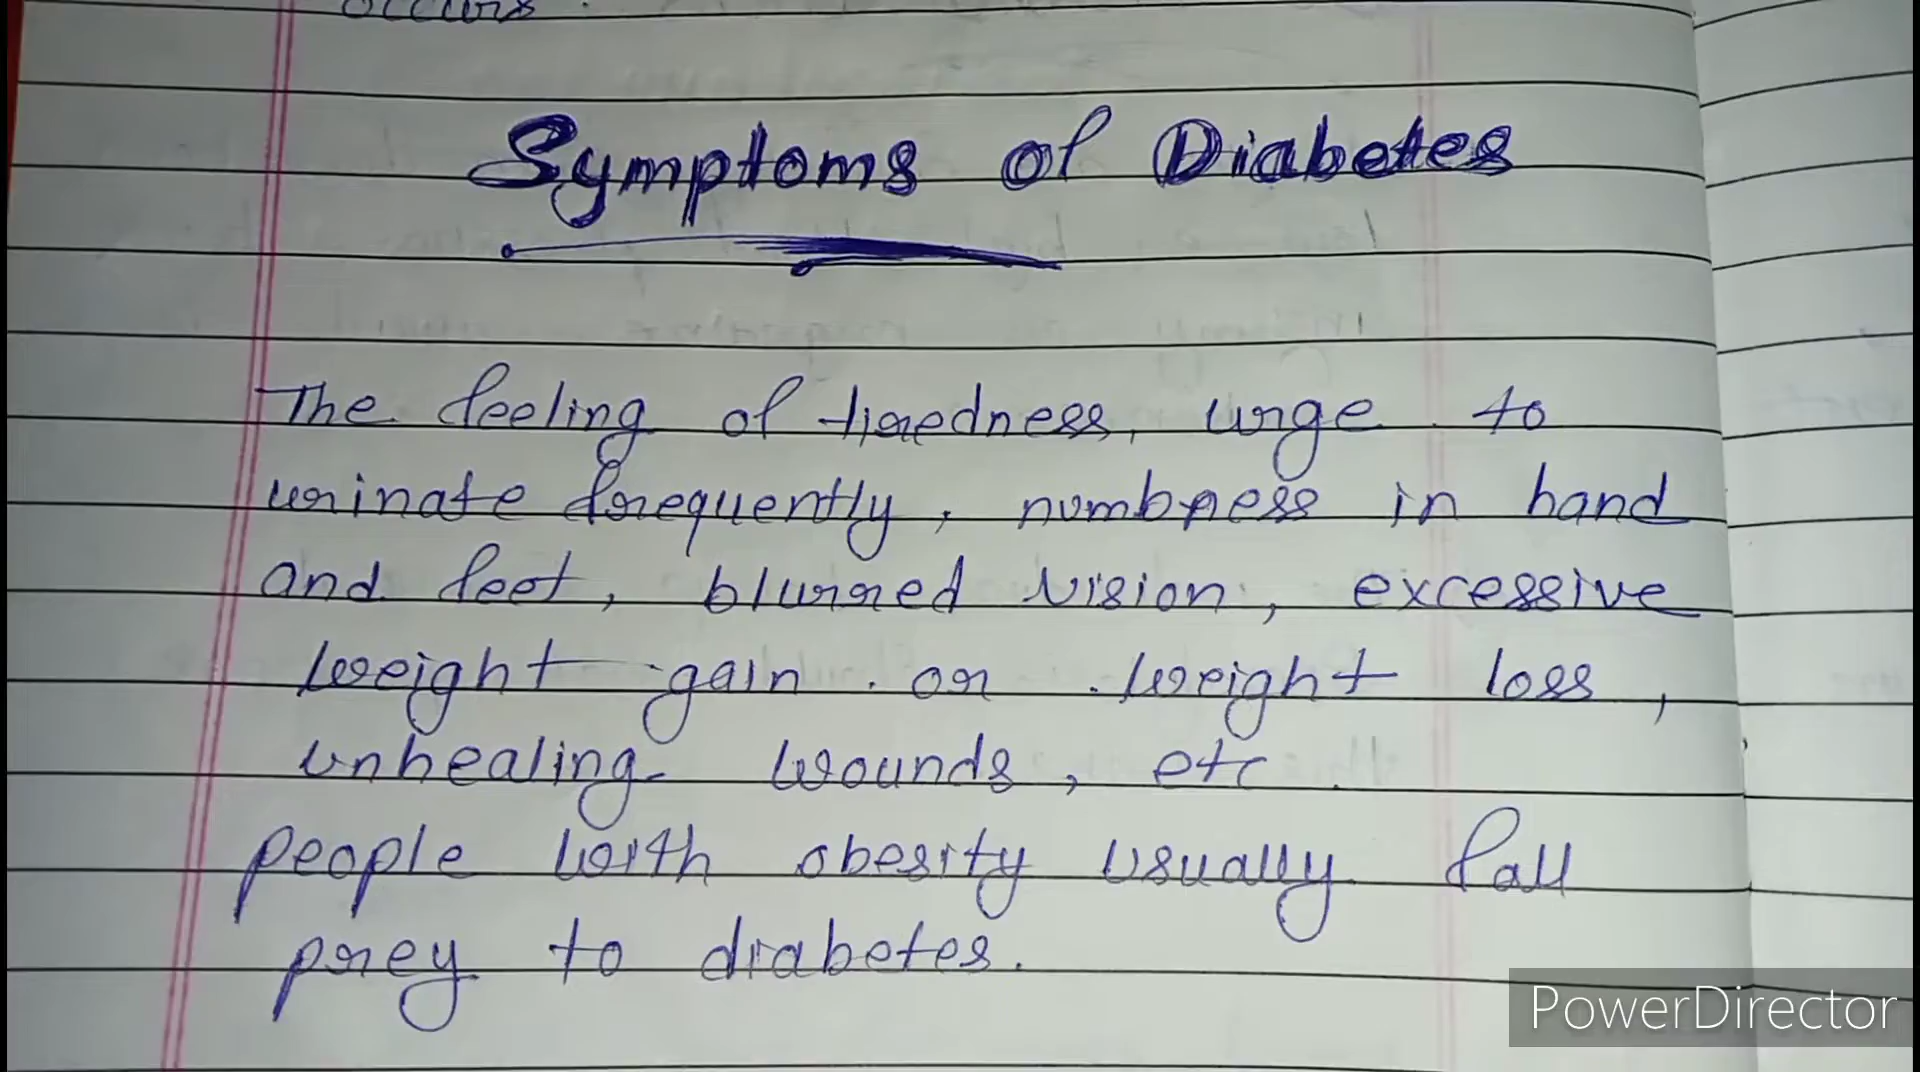 occurs.
Symptoms of Diabetes
The feeling of tiredness, urge to
urinate frequently, numbness in hand
and feet, blurred vision, excessive
weight gain or weight loss,
unhealing wounds, etc.
people with obesity usually fall
prey to diabetes.
PowerDirector